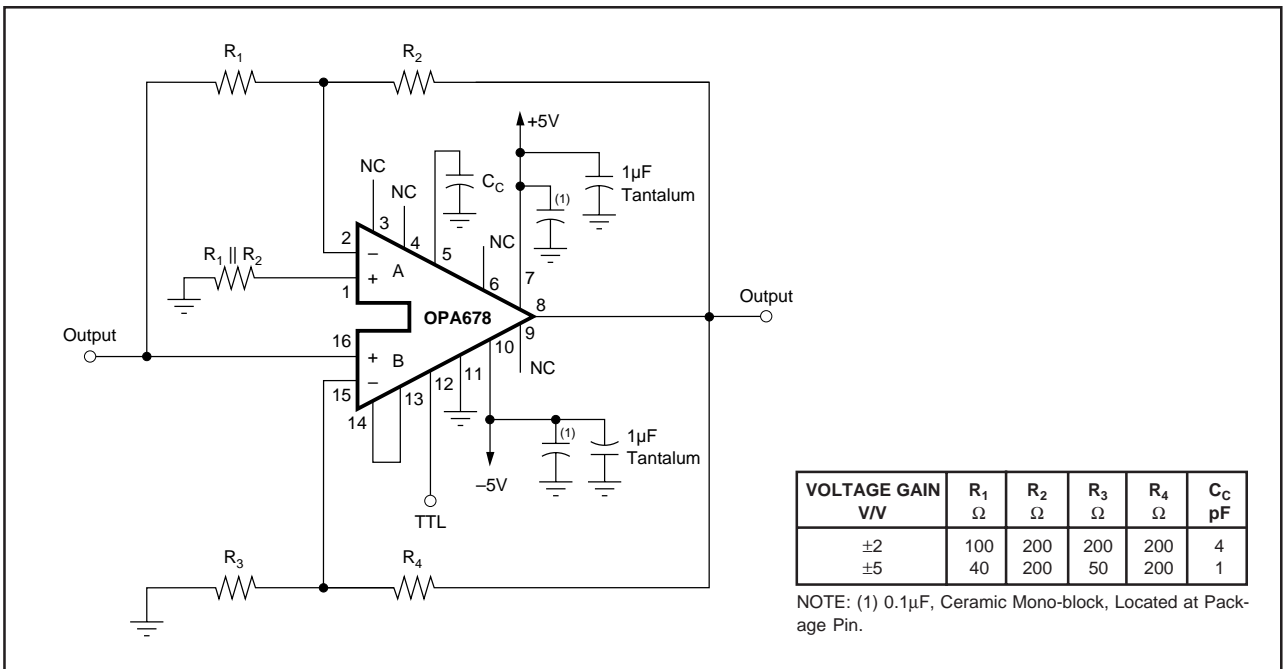 R1
R2
+5V
NC
NC
CC
1µF
Tantalum
(1)
NC
3
4
5
2
−
A
R1 || R2
+
1
6
7
8
Output
OPA678
9
Output
16
+
B
10
NC
15
−
11
12
13
14
(1)
1µF
Tantalum
–5V
TTL
R3
R4
VOLTAGE GAIN V/V R1 Ω R2 Ω R3 Ω R4 Ω CC pF
±2 100 200 200 200 4
±5 40 200 50 200 1
NOTE: (1) 0.1µF, Ceramic Mono-block, Located at Pack-
age Pin.